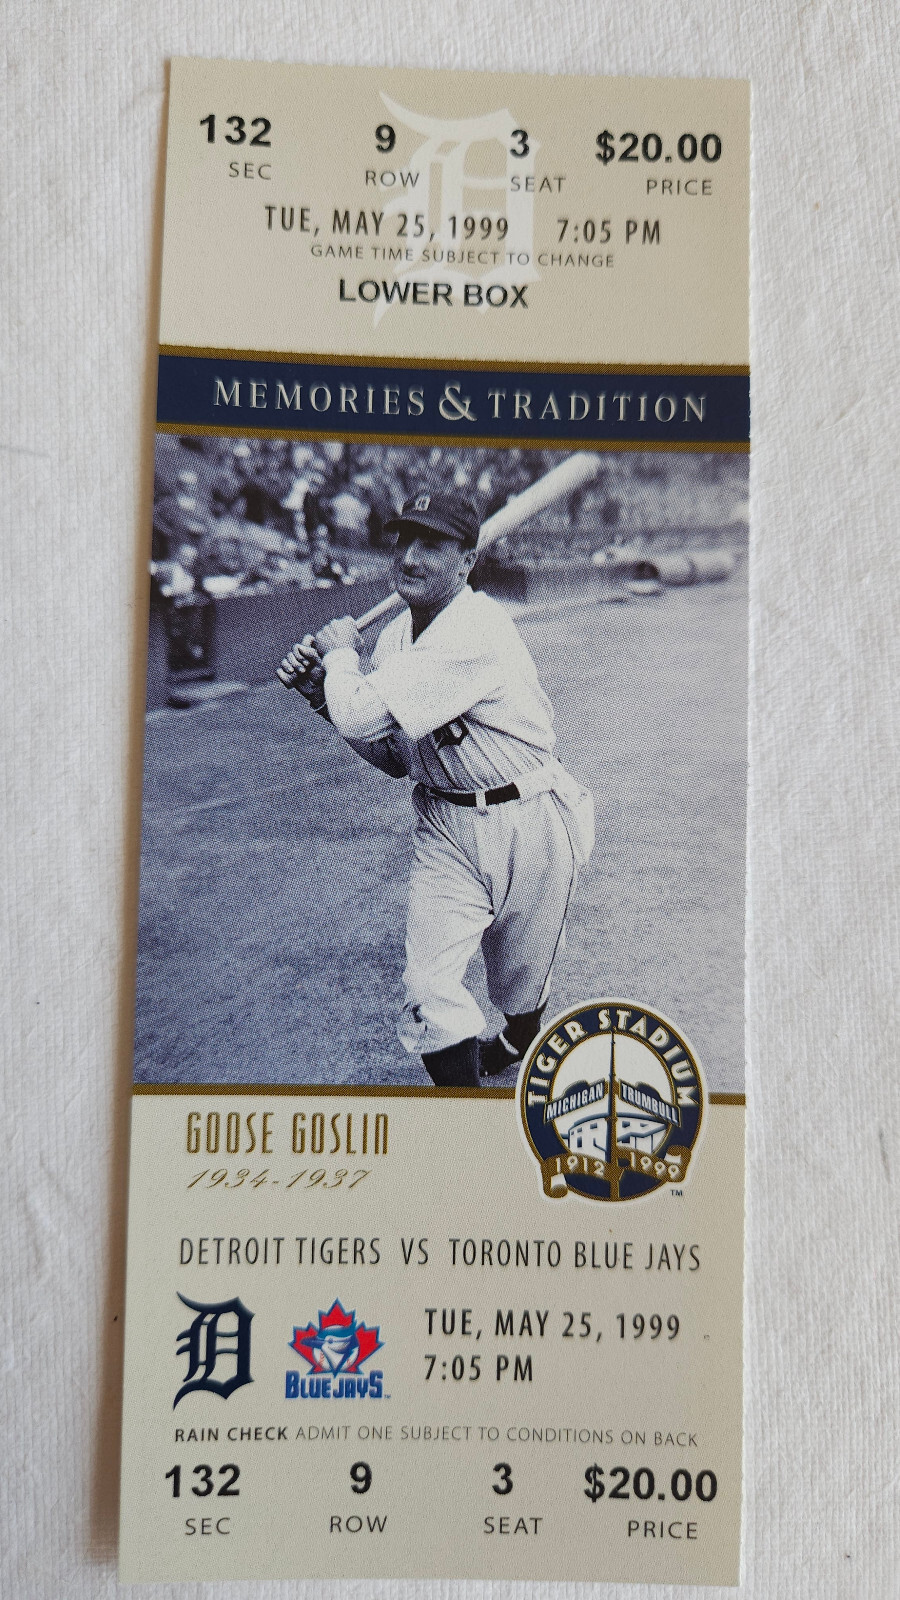 132 9 3 $20.00
SEC ROW SEAT PRICE
TUE, MAY 25, 1999 7:05 PM
GAME TIME SUBJECT TO CHANGE
LOWER BOX
MEMORIES & TRADITION
TIGER STADIUM
MICHIGAN TRUMBULL
1912 1999
TM
GOOSE GOSLIN
1934-1937
DETROIT TIGERS VS TORONTO BLUE JAYS
D
BLUE JAYS
TUE, MAY 25, 1999
7:05 PM
RAIN CHECK ADMIT ONE SUBJECT TO CONDITIONS ON BACK
132 9 3 $20.00
SEC ROW SEAT PRICE